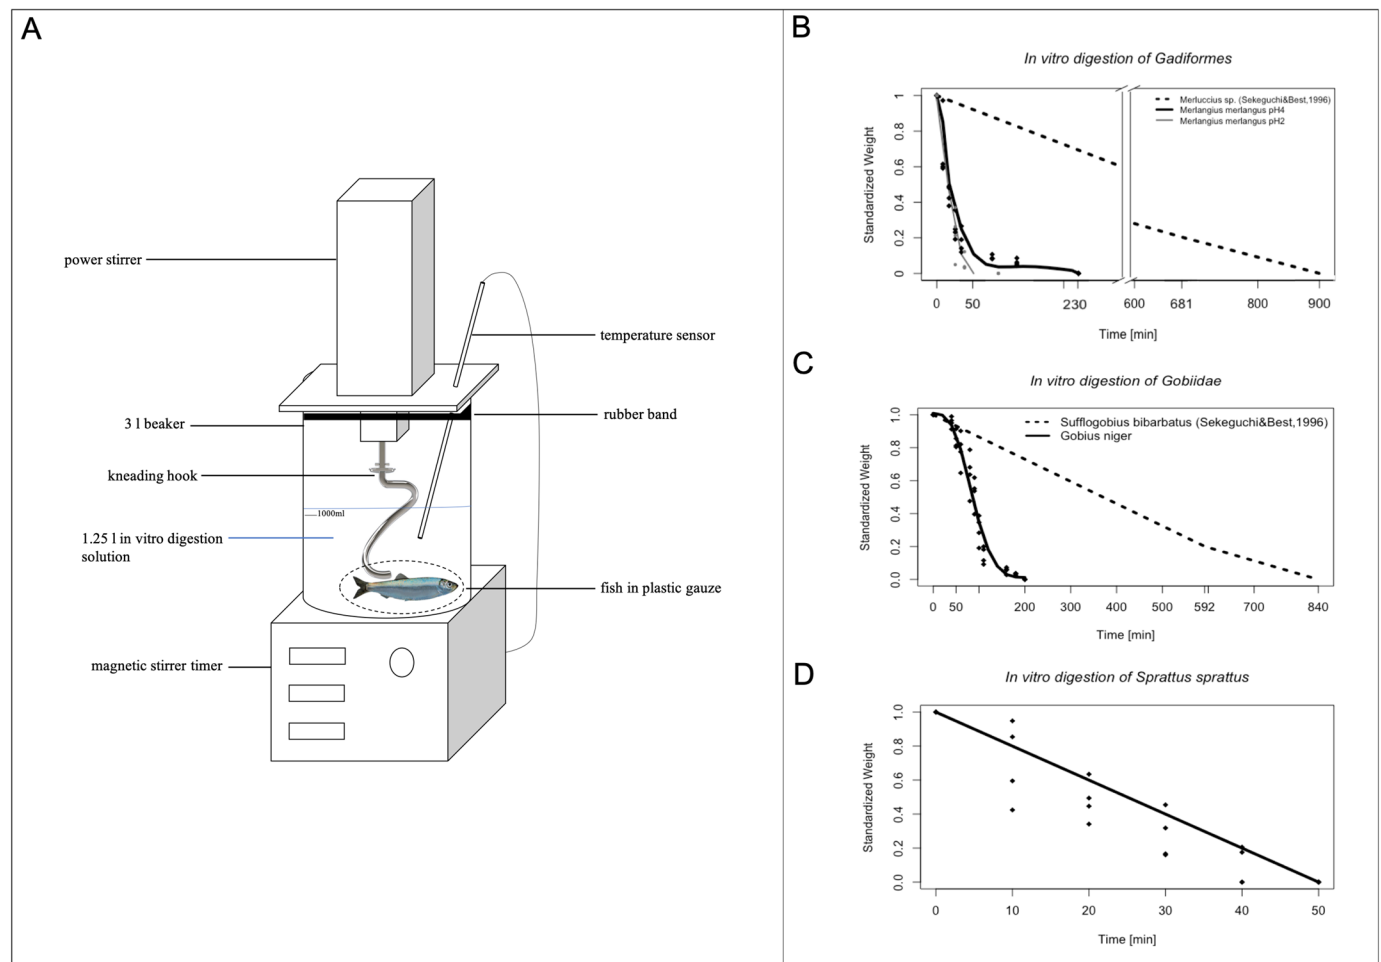 A
power stirrer
temperature sensor
rubber band
3 l beaker
kneading hook
1000ml
1.25 l in vitro digestion
solution
fish in plastic gauze
magnetic stirrer timer
B
In vitro digestion of Gadiformes
Merluccius sp. (Sekeguchi&Best,1996)
Merlangius merlangus pH4
Merlangius merlangus pH2
Standardized Weight
1
0.8
0.6
0.4
0.2
0
0 50 230 600 681 800 900
Time [min]
C
In vitro digestion of Gobiidae
Sufflogobius bibarbatus (Sekeguchi&Best,1996)
Gobius niger
Standardized Weight
1.0
0.8
0.6
0.4
0.2
0.0
0 50 200 300 400 500 592 700 840
Time [min]
D
In vitro digestion of Sprattus sprattus
Standardized Weight
1.0
0.8
0.6
0.4
0.2
0.0
0 10 20 30 40 50
Time [min]